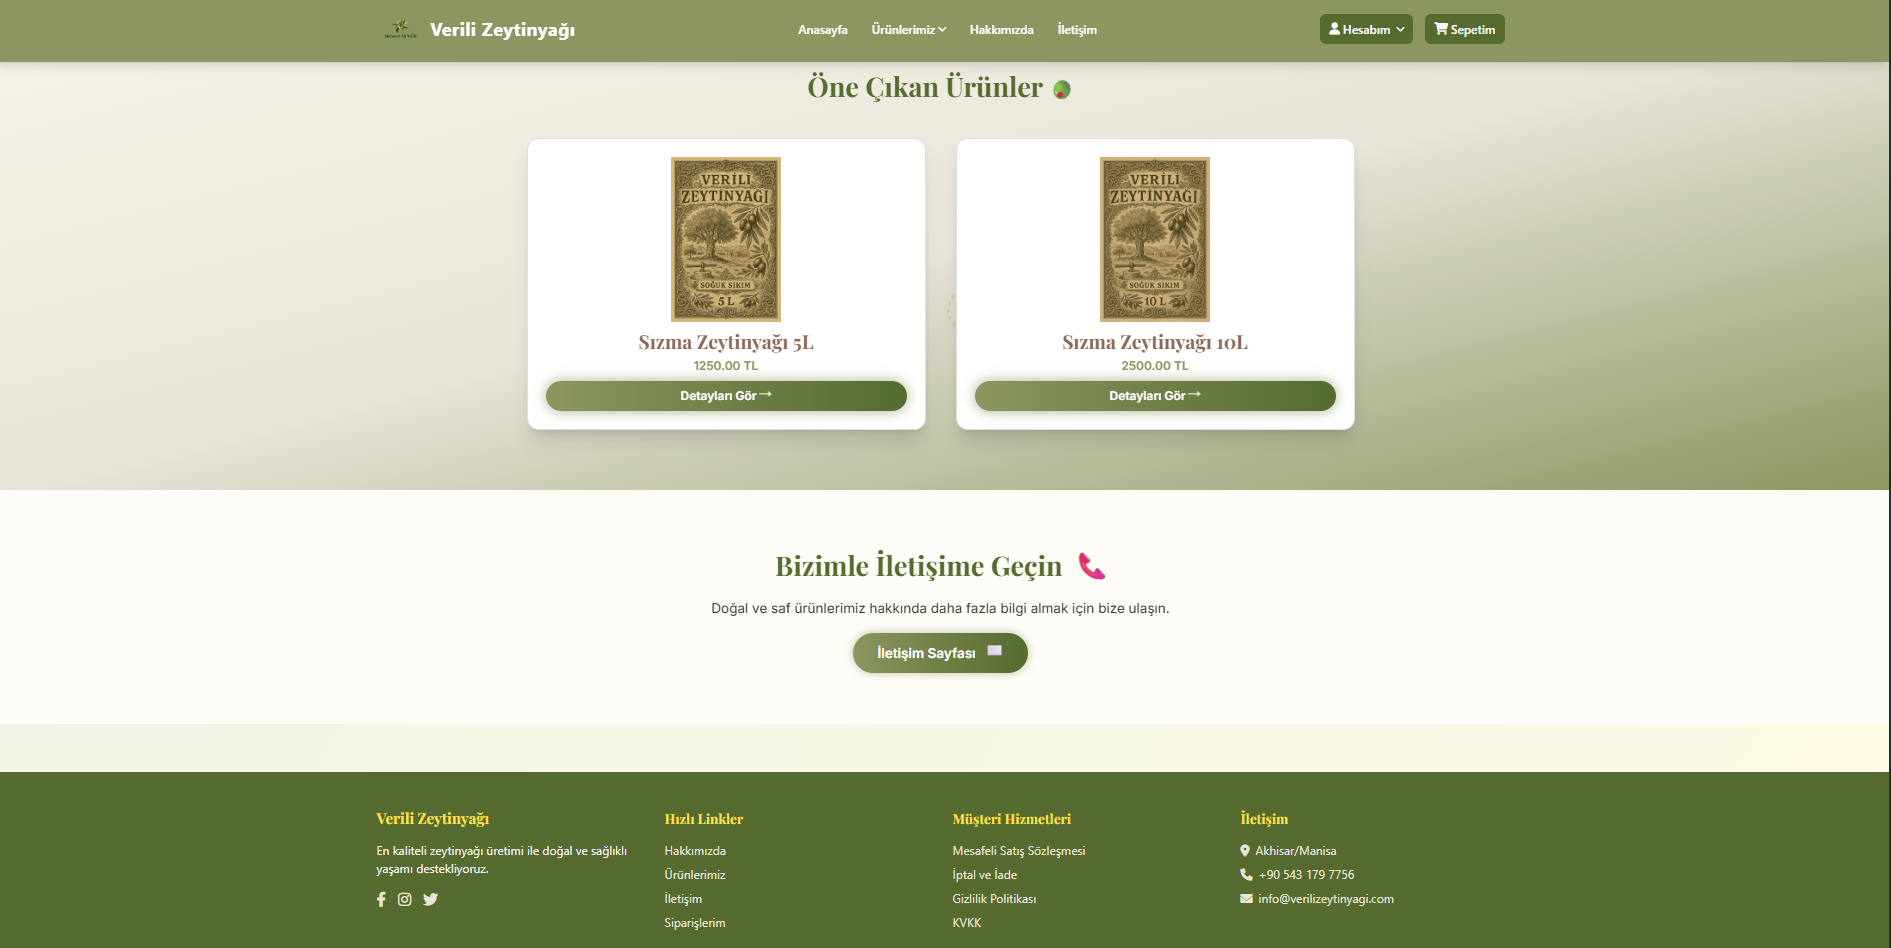 Verili Zeytinyağı
Anasayfa Ürünlerimiz Hakkımızda İletişim
Hesabım Sepetim
Öne Çıkan Ürünler
VERİLİ
ZEYTİNYAĞI
SOĞUK SIKIM
5 L
Sızma Zeytinyağı 5L
1250.00 TL
Detayları Gör→
VERİLİ
ZEYTİNYAĞI
SOĞUK SIKIM
10 L
Sızma Zeytinyağı 10L
2500.00 TL
Detayları Gör→
Bizimle İletişime Geçin
Doğal ve saf ürünlerimiz hakkında daha fazla bilgi almak için bize ulaşın.
İletişim Sayfası
Verili Zeytinyağı
En kaliteli zeytinyağı üretimi ile doğal ve sağlıklı
yaşamı destekliyoruz.
Hızlı Linkler
Hakkımızda
Ürünlerimiz
İletişim
Siparişlerim
Müşteri Hizmetleri
Mesafeli Satış Sözleşmesi
İptal ve İade
Gizlilik Politikası
KVKK
İletişim
Akhisar/Manisa
+90 543 179 7756
info@verilizeytinyagi.com